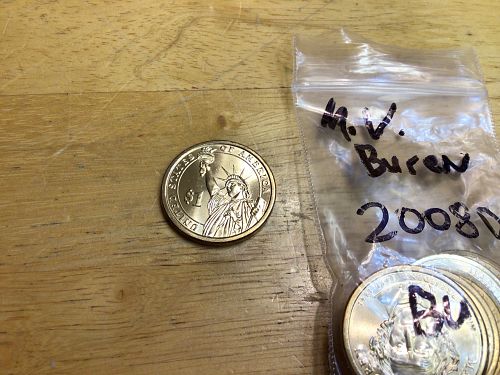 UNITED STATES OF AMERICA
$1
M.V.
Buren
2008D
BU